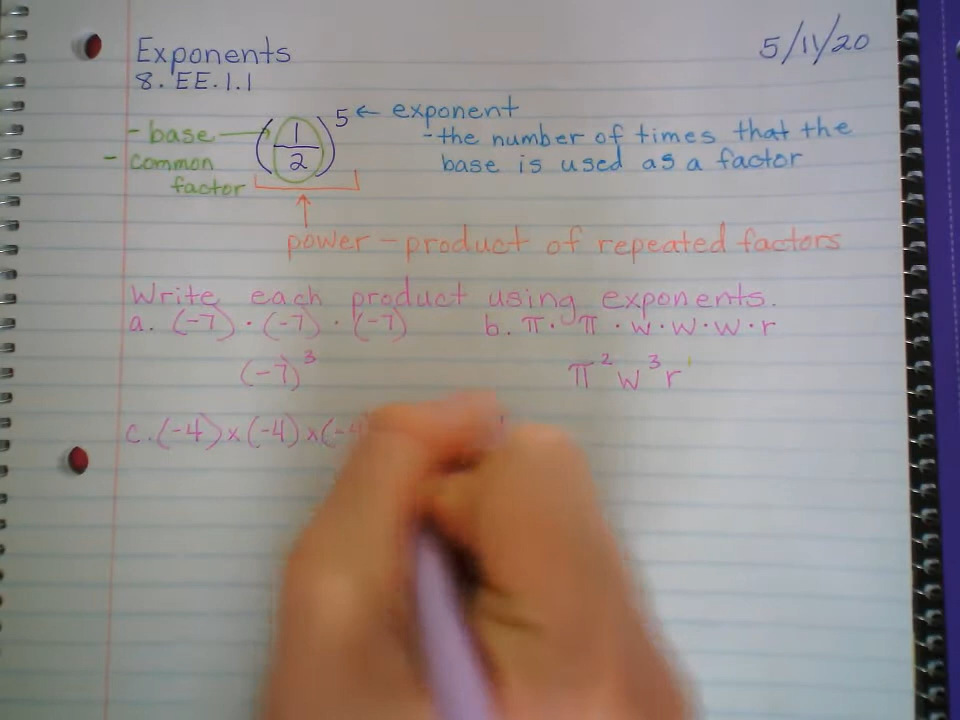 Exponents
5/11/20
8.EE.1.1
(1/2)⁵ ← exponent
- base
- the number of times that the
base is used as a factor
- common
factor
power - product of repeated factors
Write each product using exponents.
a. (-7) · (-7) · (-7)
b. π · π · w · w · w · r
(-7)³
π²w³r
c. (-4) × (-4) × (-4